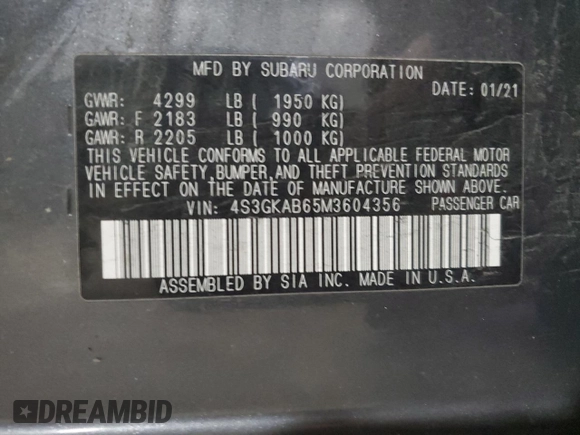 MFD BY SUBARU CORPORATION
DATE: 01/21
GVWR: 4299 LB ( 1950 KG)
GAWR: F 2183 LB ( 990 KG)
GAWR: R 2205 LB ( 1000 KG)
THIS VEHICLE CONFORMS TO ALL APPLICABLE FEDERAL MOTOR
VEHICLE SAFETY, BUMPER, AND THEFT PREVENTION STANDARDS
IN EFFECT ON THE DATE OF MANUFACTURE SHOWN ABOVE.
VIN: 4S3GKAB65M3604356 PASSENGER CAR
ASSEMBLED BY SIA INC. MADE IN U.S.A.
DREAMBID